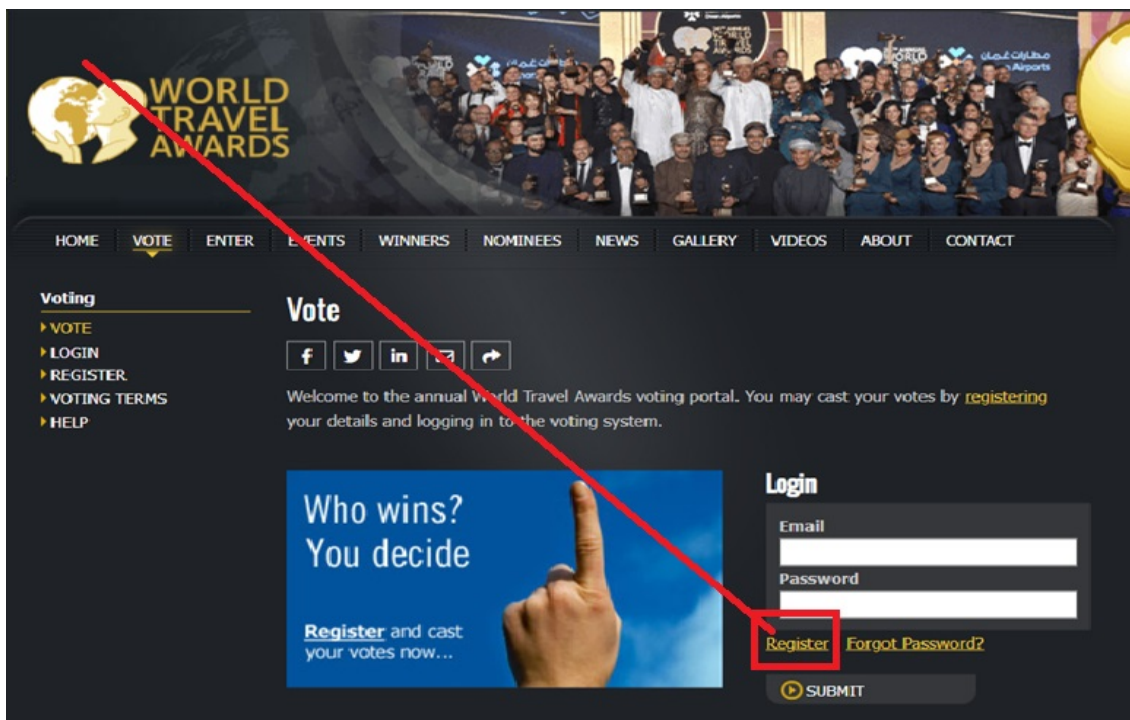 WORLD
TRAVEL
AWARDS
مطارات عُمان
HOME VOTE ENTER EVENTS WINNERS NOMINEES NEWS GALLERY VIDEOS ABOUT CONTACT
Voting
VOTE
LOGIN
REGISTER
VOTING TERMS
HELP
Vote
Welcome to the annual World Travel Awards voting portal. You may cast your votes by registering
your details and logging in to the voting system.
Who wins?
You decide
Register and cast
your votes now...
Login
Email
Password
Register Forgot Password?
SUBMIT